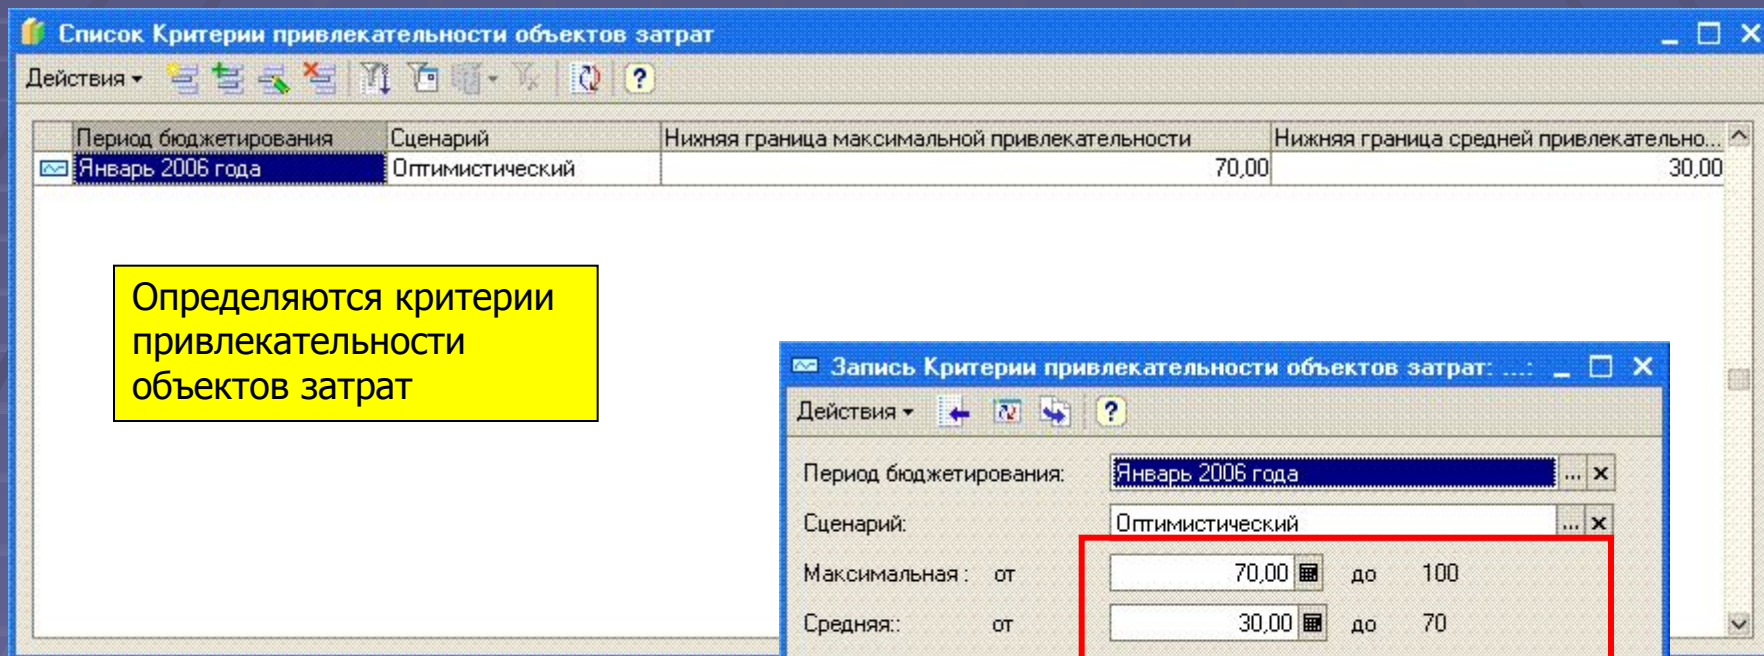 Список Критерии привлекательности объектов затрат
Действия
Период бюджетирования Сценарий Нихняя граница максимальной привлекательности Нижняя граница средней привлекательно...
Январь 2006 года Оптимистический 70,00 30,00
Определяются критерии
привлекательности
объектов затрат
Запись Критерии привлекательности объектов затрат: ...:
Действия
Период бюджетирования: Январь 2006 года ...
Сценарий: Оптимистический ...
Максимальная : от 70,00 до 100
Средняя:: от 30,00 до 70